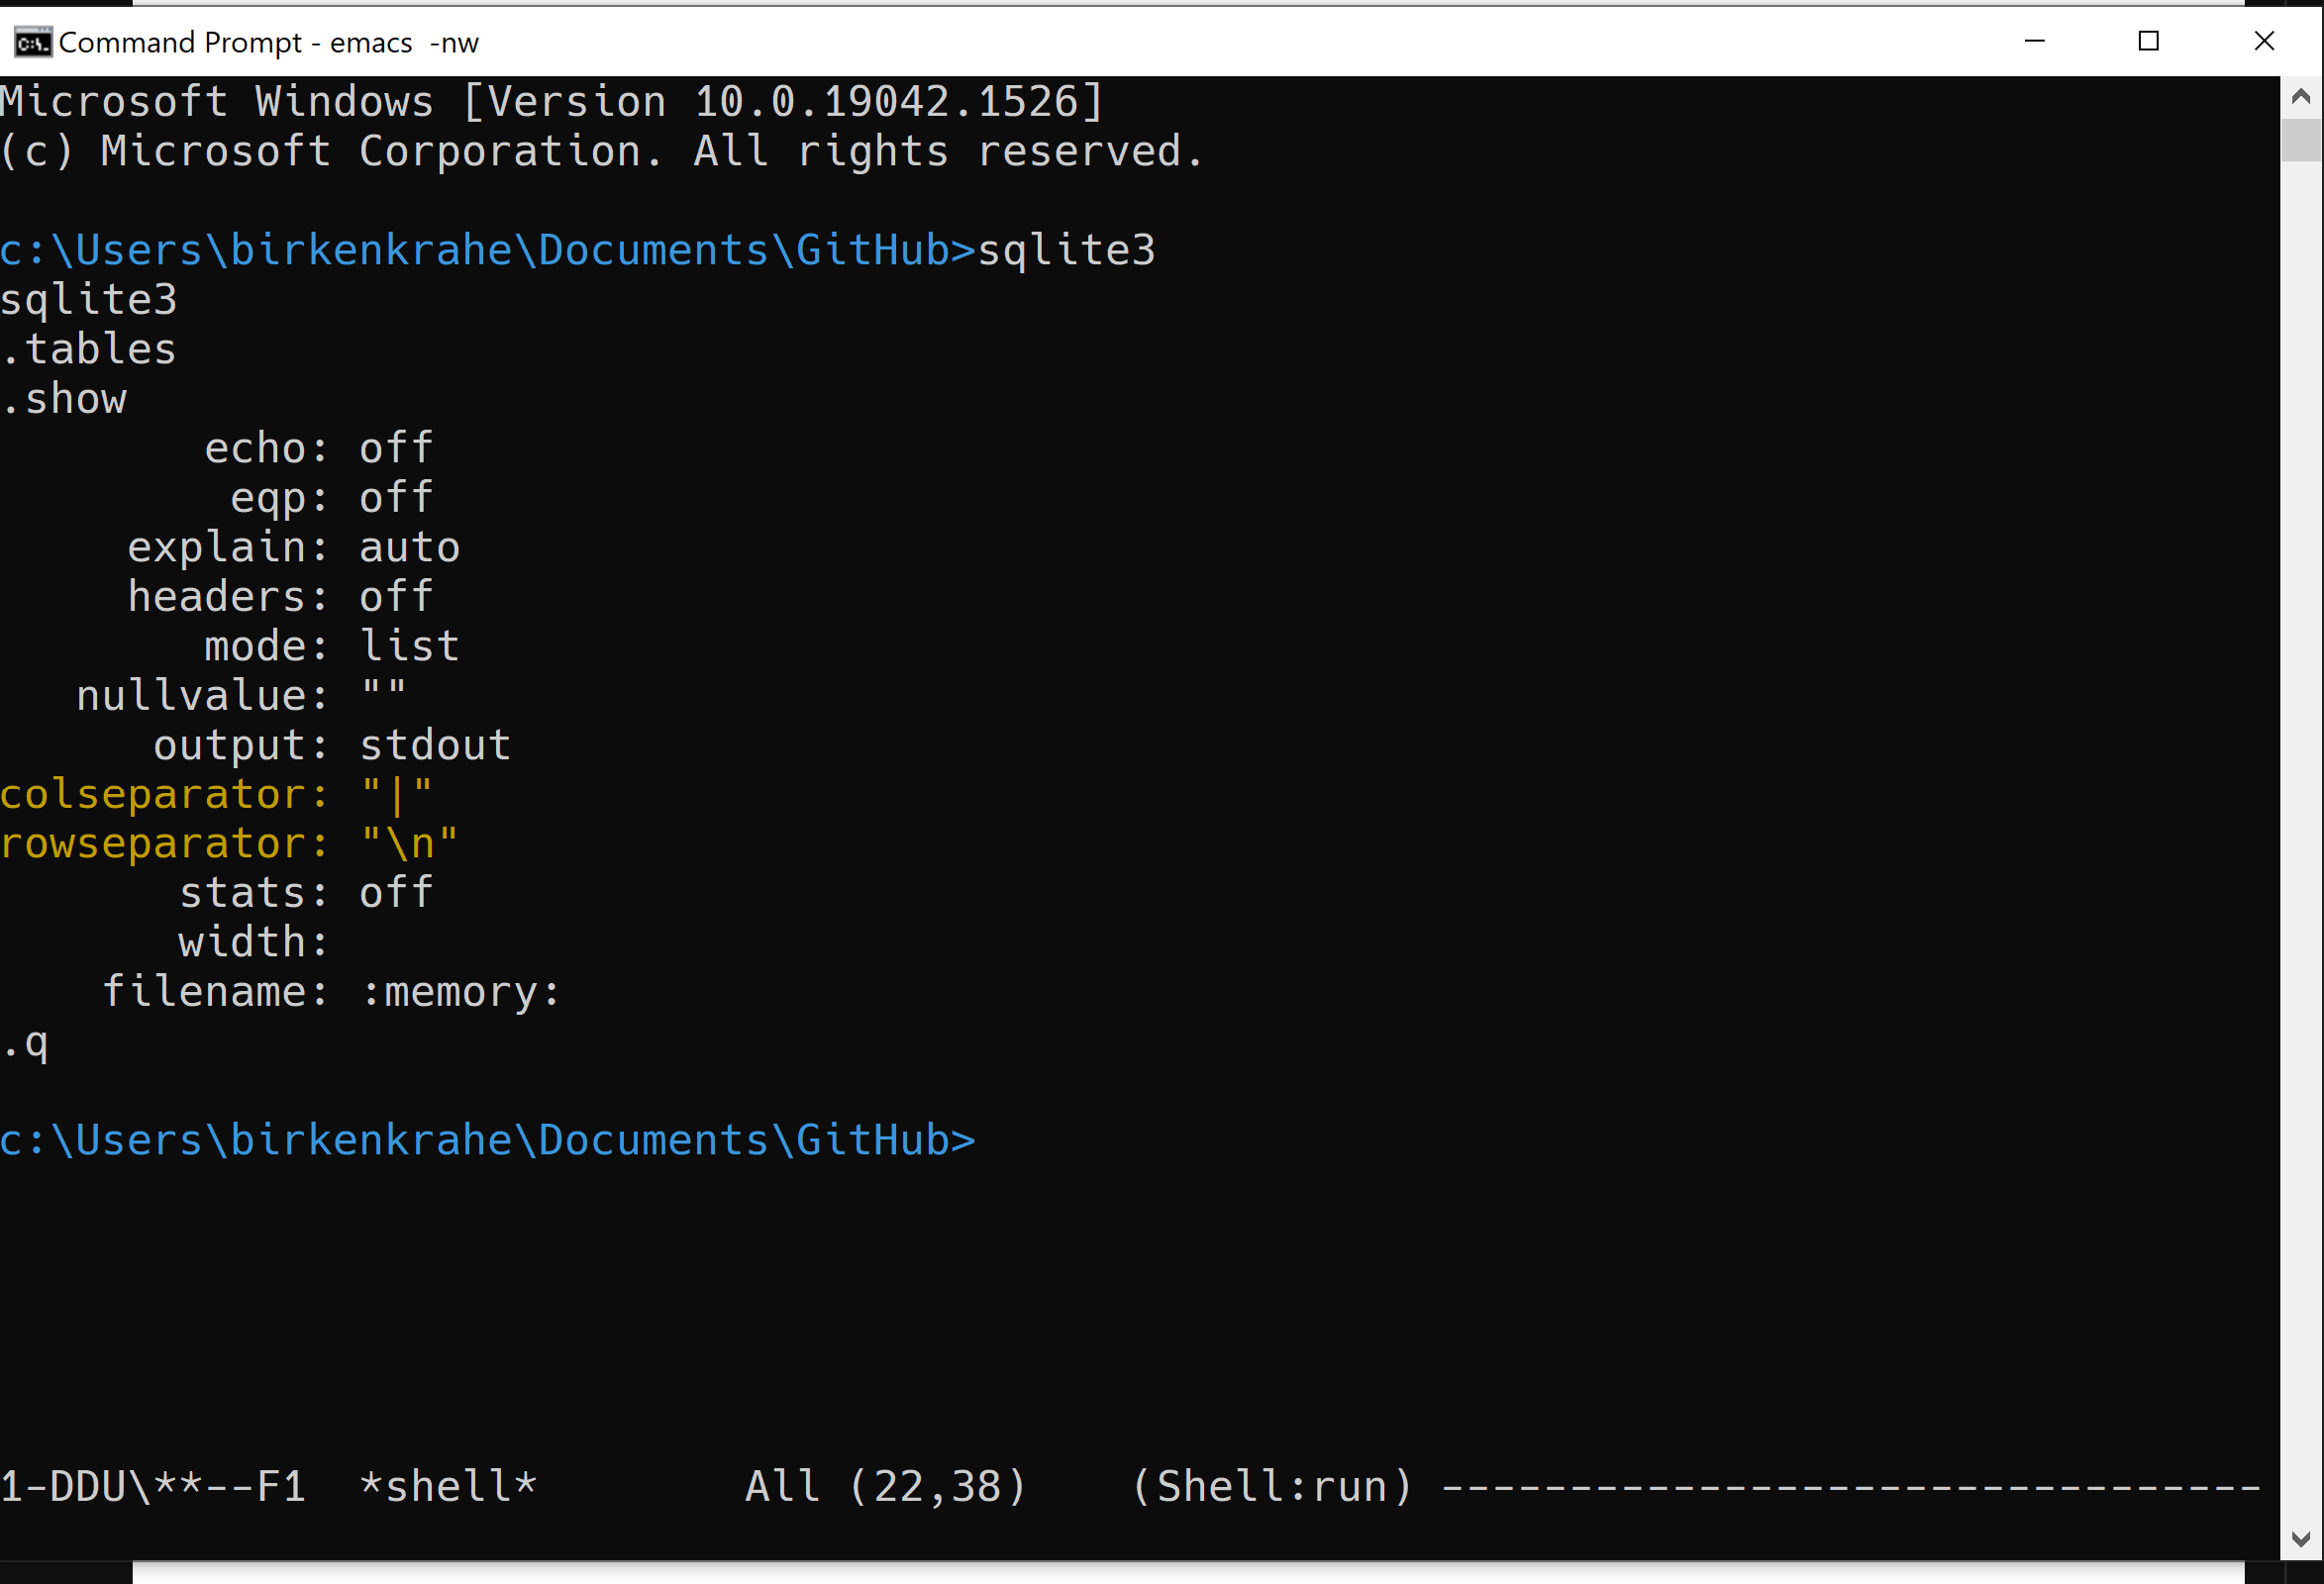 Command Prompt - emacs  -nw
Microsoft Windows [Version 10.0.19042.1526]
(c) Microsoft Corporation. All rights reserved.

c:\Users\birkenkrahe\Documents\GitHub>sqlite3
sqlite3
.tables
.show
        echo: off
         eqp: off
     explain: auto
     headers: off
        mode: list
   nullvalue: ""
      output: stdout
colseparator: "|"
rowseparator: "\n"
       stats: off
       width:
    filename: :memory:
.q

c:\Users\birkenkrahe\Documents\GitHub>
1-DDU\**--F1  *shell*        All (22,38)    (Shell:run) --------------------------------